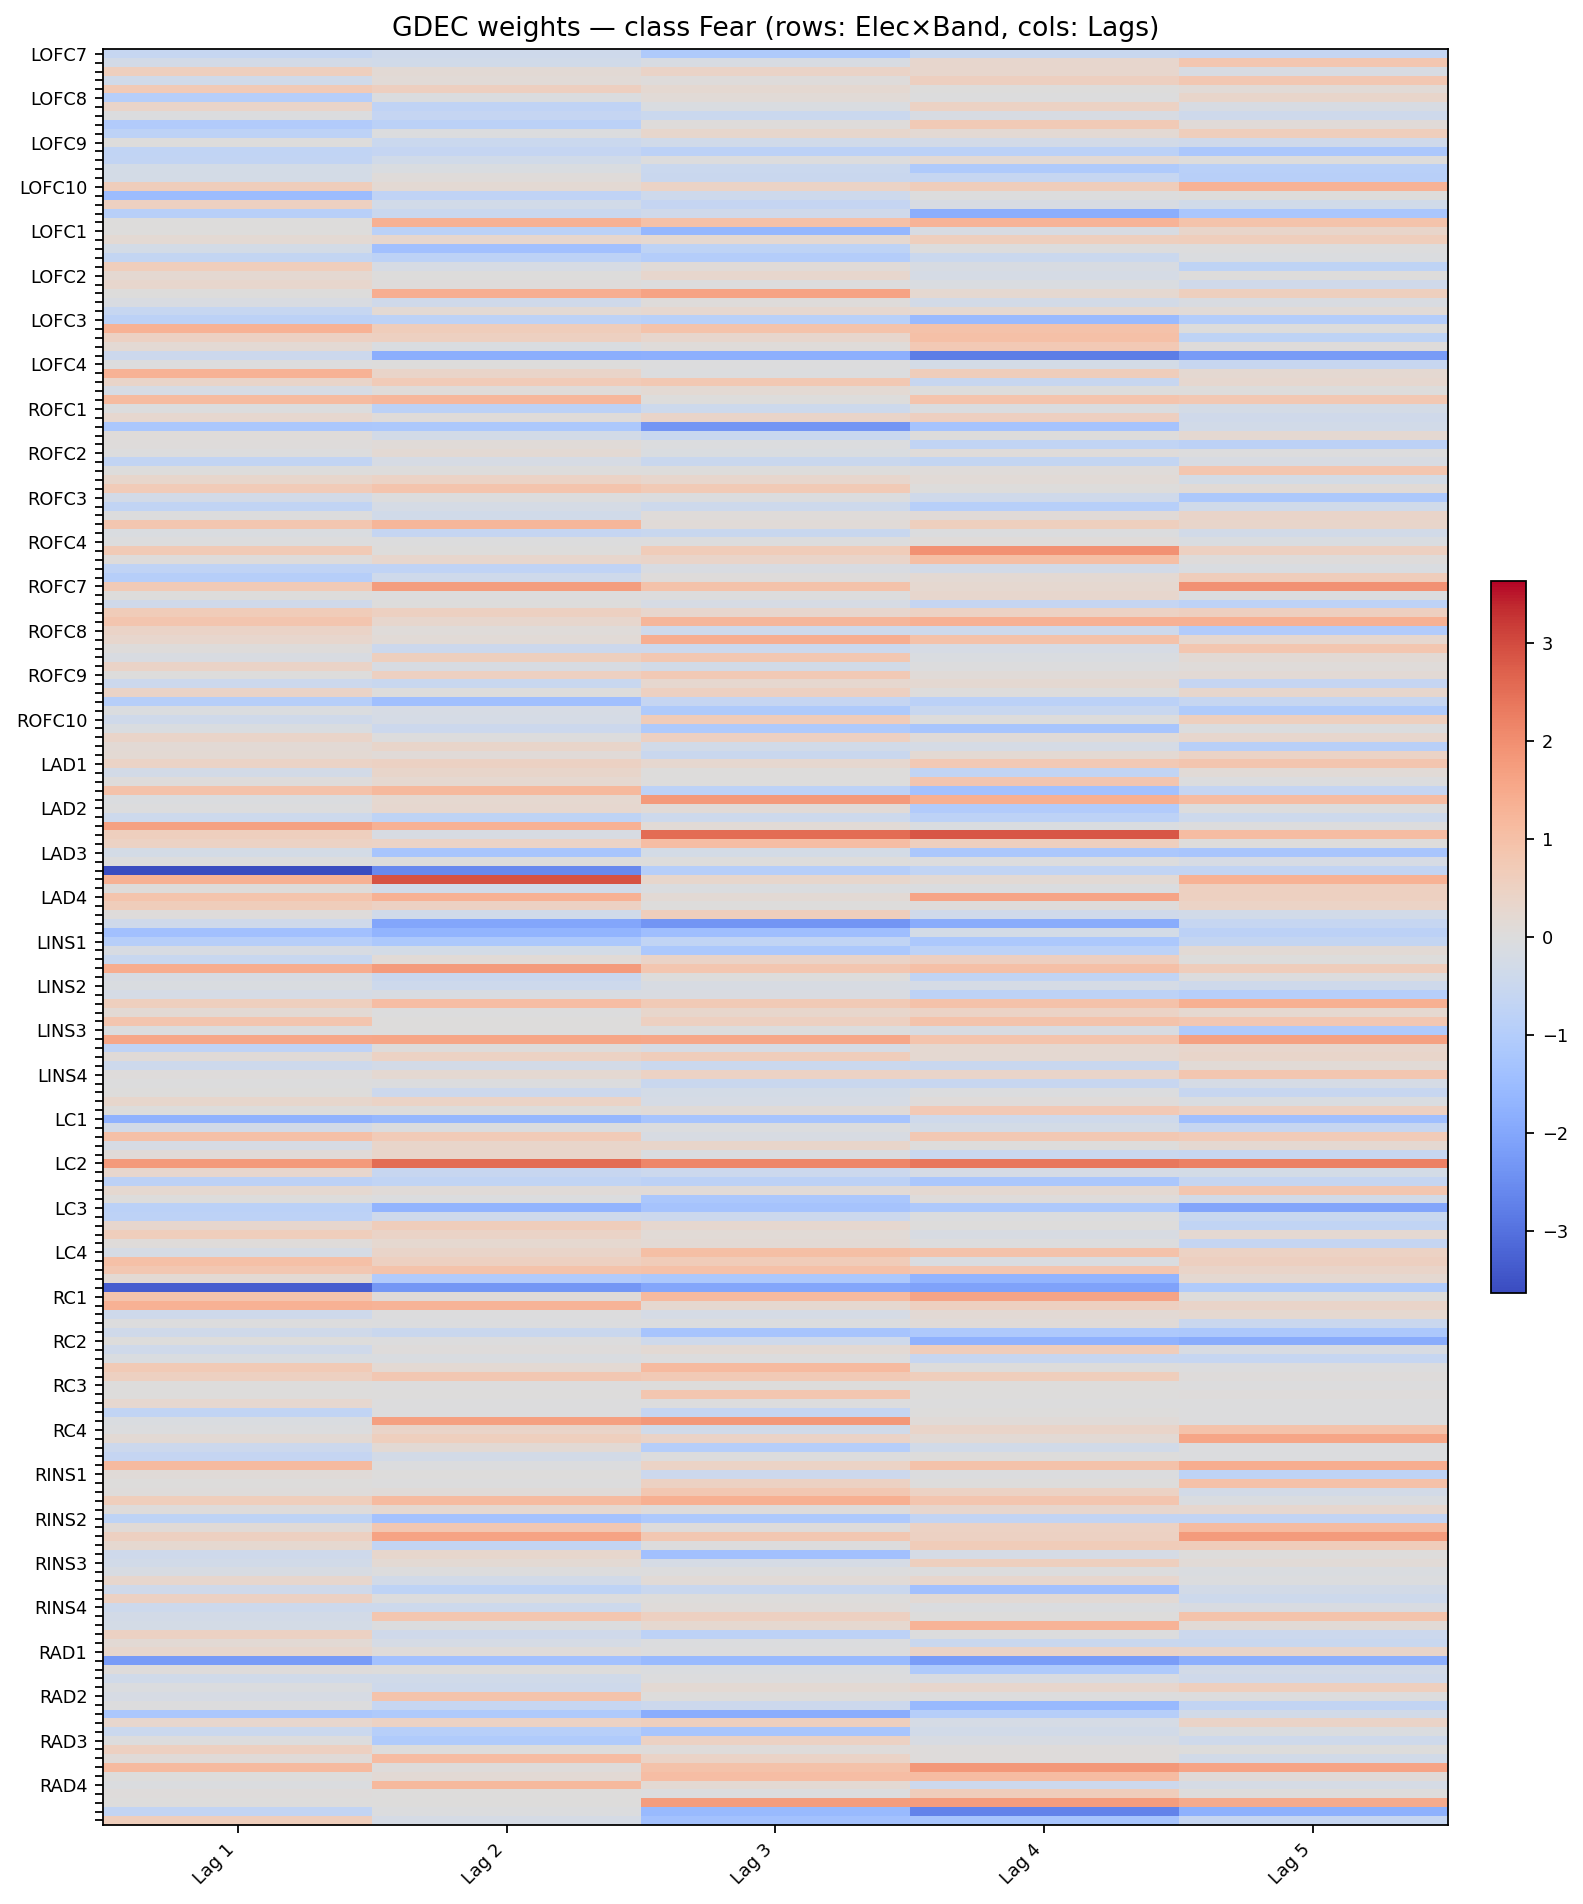 GDEC weights — class Fear (rows: Elec×Band, cols: Lags)
LOFC7
LOFC8
LOFC9
LOFC10
LOFC1
LOFC2
LOFC3
LOFC4
ROFC1
ROFC2
ROFC3
ROFC4
ROFC7
ROFC8
ROFC9
ROFC10
LAD1
LAD2
LAD3
LAD4
LINS1
LINS2
LINS3
LINS4
LC1
LC2
LC3
LC4
RC1
RC2
RC3
RC4
RINS1
RINS2
RINS3
RINS4
RAD1
RAD2
RAD3
RAD4
Lag 1
Lag 2
Lag 3
Lag 4
Lag 5
3
2
1
0
−1
−2
−3